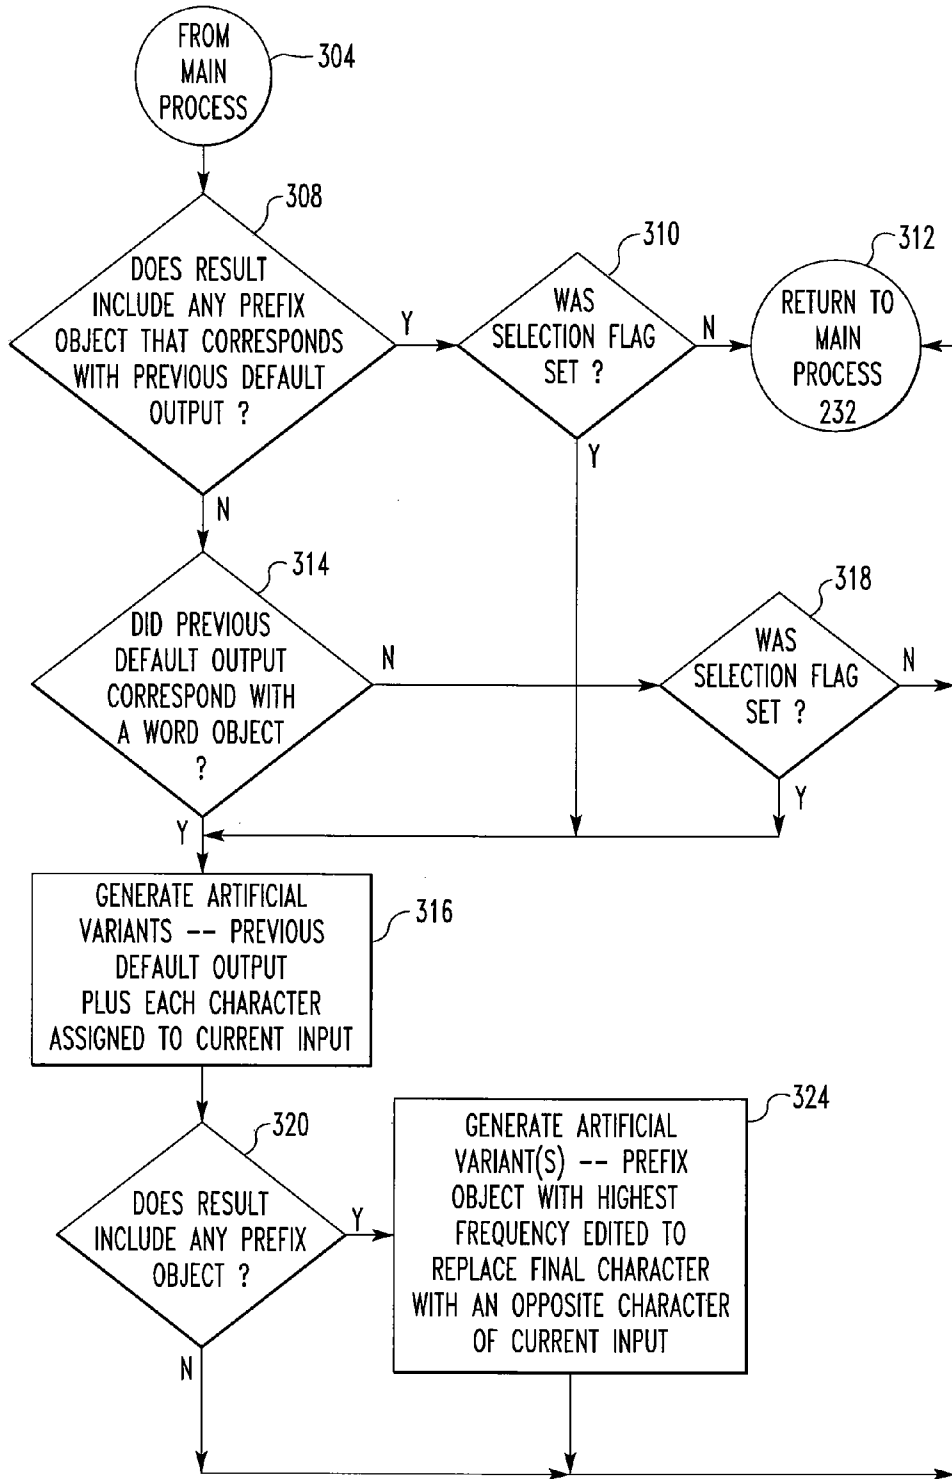 FROM
MAIN
PROCESS
304
308
DOES RESULT
INCLUDE ANY PREFIX
OBJECT THAT CORRESPONDS
WITH PREVIOUS DEFAULT
OUTPUT ?
Y
N
310
WAS
SELECTION FLAG
SET ?
N
Y
312
RETURN TO
MAIN
PROCESS
232
314
DID PREVIOUS
DEFAULT OUTPUT
CORRESPOND WITH
A WORD OBJECT
?
N
Y
318
WAS
SELECTION FLAG
SET ?
N
Y
GENERATE ARTIFICIAL
VARIANTS -- PREVIOUS
DEFAULT OUTPUT
PLUS EACH CHARACTER
ASSIGNED TO CURRENT INPUT
316
320
DOES RESULT
INCLUDE ANY PREFIX
OBJECT ?
Y
N
324
GENERATE ARTIFICIAL
VARIANT(S) -- PREFIX
OBJECT WITH HIGHEST
FREQUENCY EDITED TO
REPLACE FINAL CHARACTER
WITH AN OPPOSITE CHARACTER
OF CURRENT INPUT